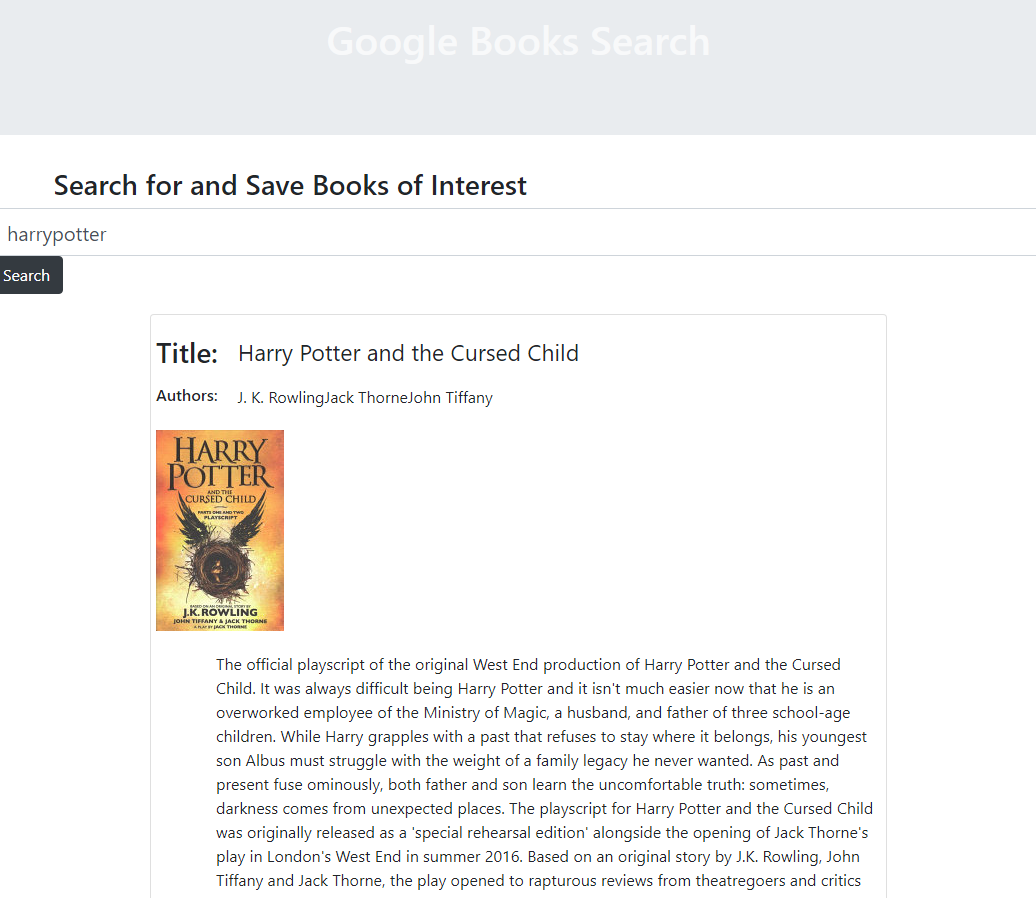 Google Books Search
Search for and Save Books of Interest
harrypotter
Search
Title: Harry Potter and the Cursed Child
Authors: J. K. RowlingJack ThorneJohn Tiffany
HARRY
POTTER
AND THE
CURSED CHILD
PARTS ONE AND TWO
PLAYSCRIPT
BASED ON AN ORIGINAL STORY BY
J.K. ROWLING
JOHN TIFFANY & JACK THORNE
A PLAY BY JACK THORNE
The official playscript of the original West End production of Harry Potter and the Cursed
Child. It was always difficult being Harry Potter and it isn't much easier now that he is an
overworked employee of the Ministry of Magic, a husband, and father of three school-age
children. While Harry grapples with a past that refuses to stay where it belongs, his youngest
son Albus must struggle with the weight of a family legacy he never wanted. As past and
present fuse ominously, both father and son learn the uncomfortable truth: sometimes,
darkness comes from unexpected places. The playscript for Harry Potter and the Cursed Child
was originally released as a 'special rehearsal edition' alongside the opening of Jack Thorne's
play in London's West End in summer 2016. Based on an original story by J.K. Rowling, John
Tiffany and Jack Thorne, the play opened to rapturous reviews from theatregoers and critics